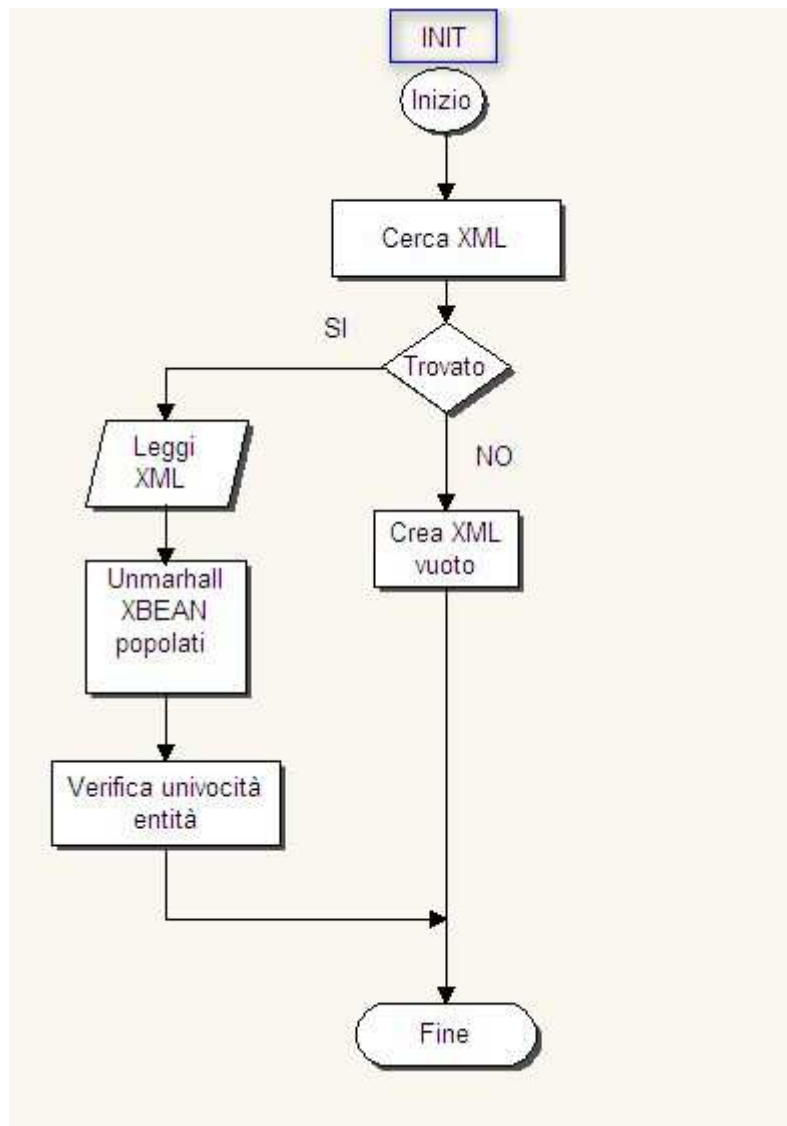 INIT
Inizio
Cerca XML
SI
Trovato
Leggi
XML
NO
Crea XML
vuoto
Unmarhall
XBEAN
popolati
Verifica univocità
entità
Fine